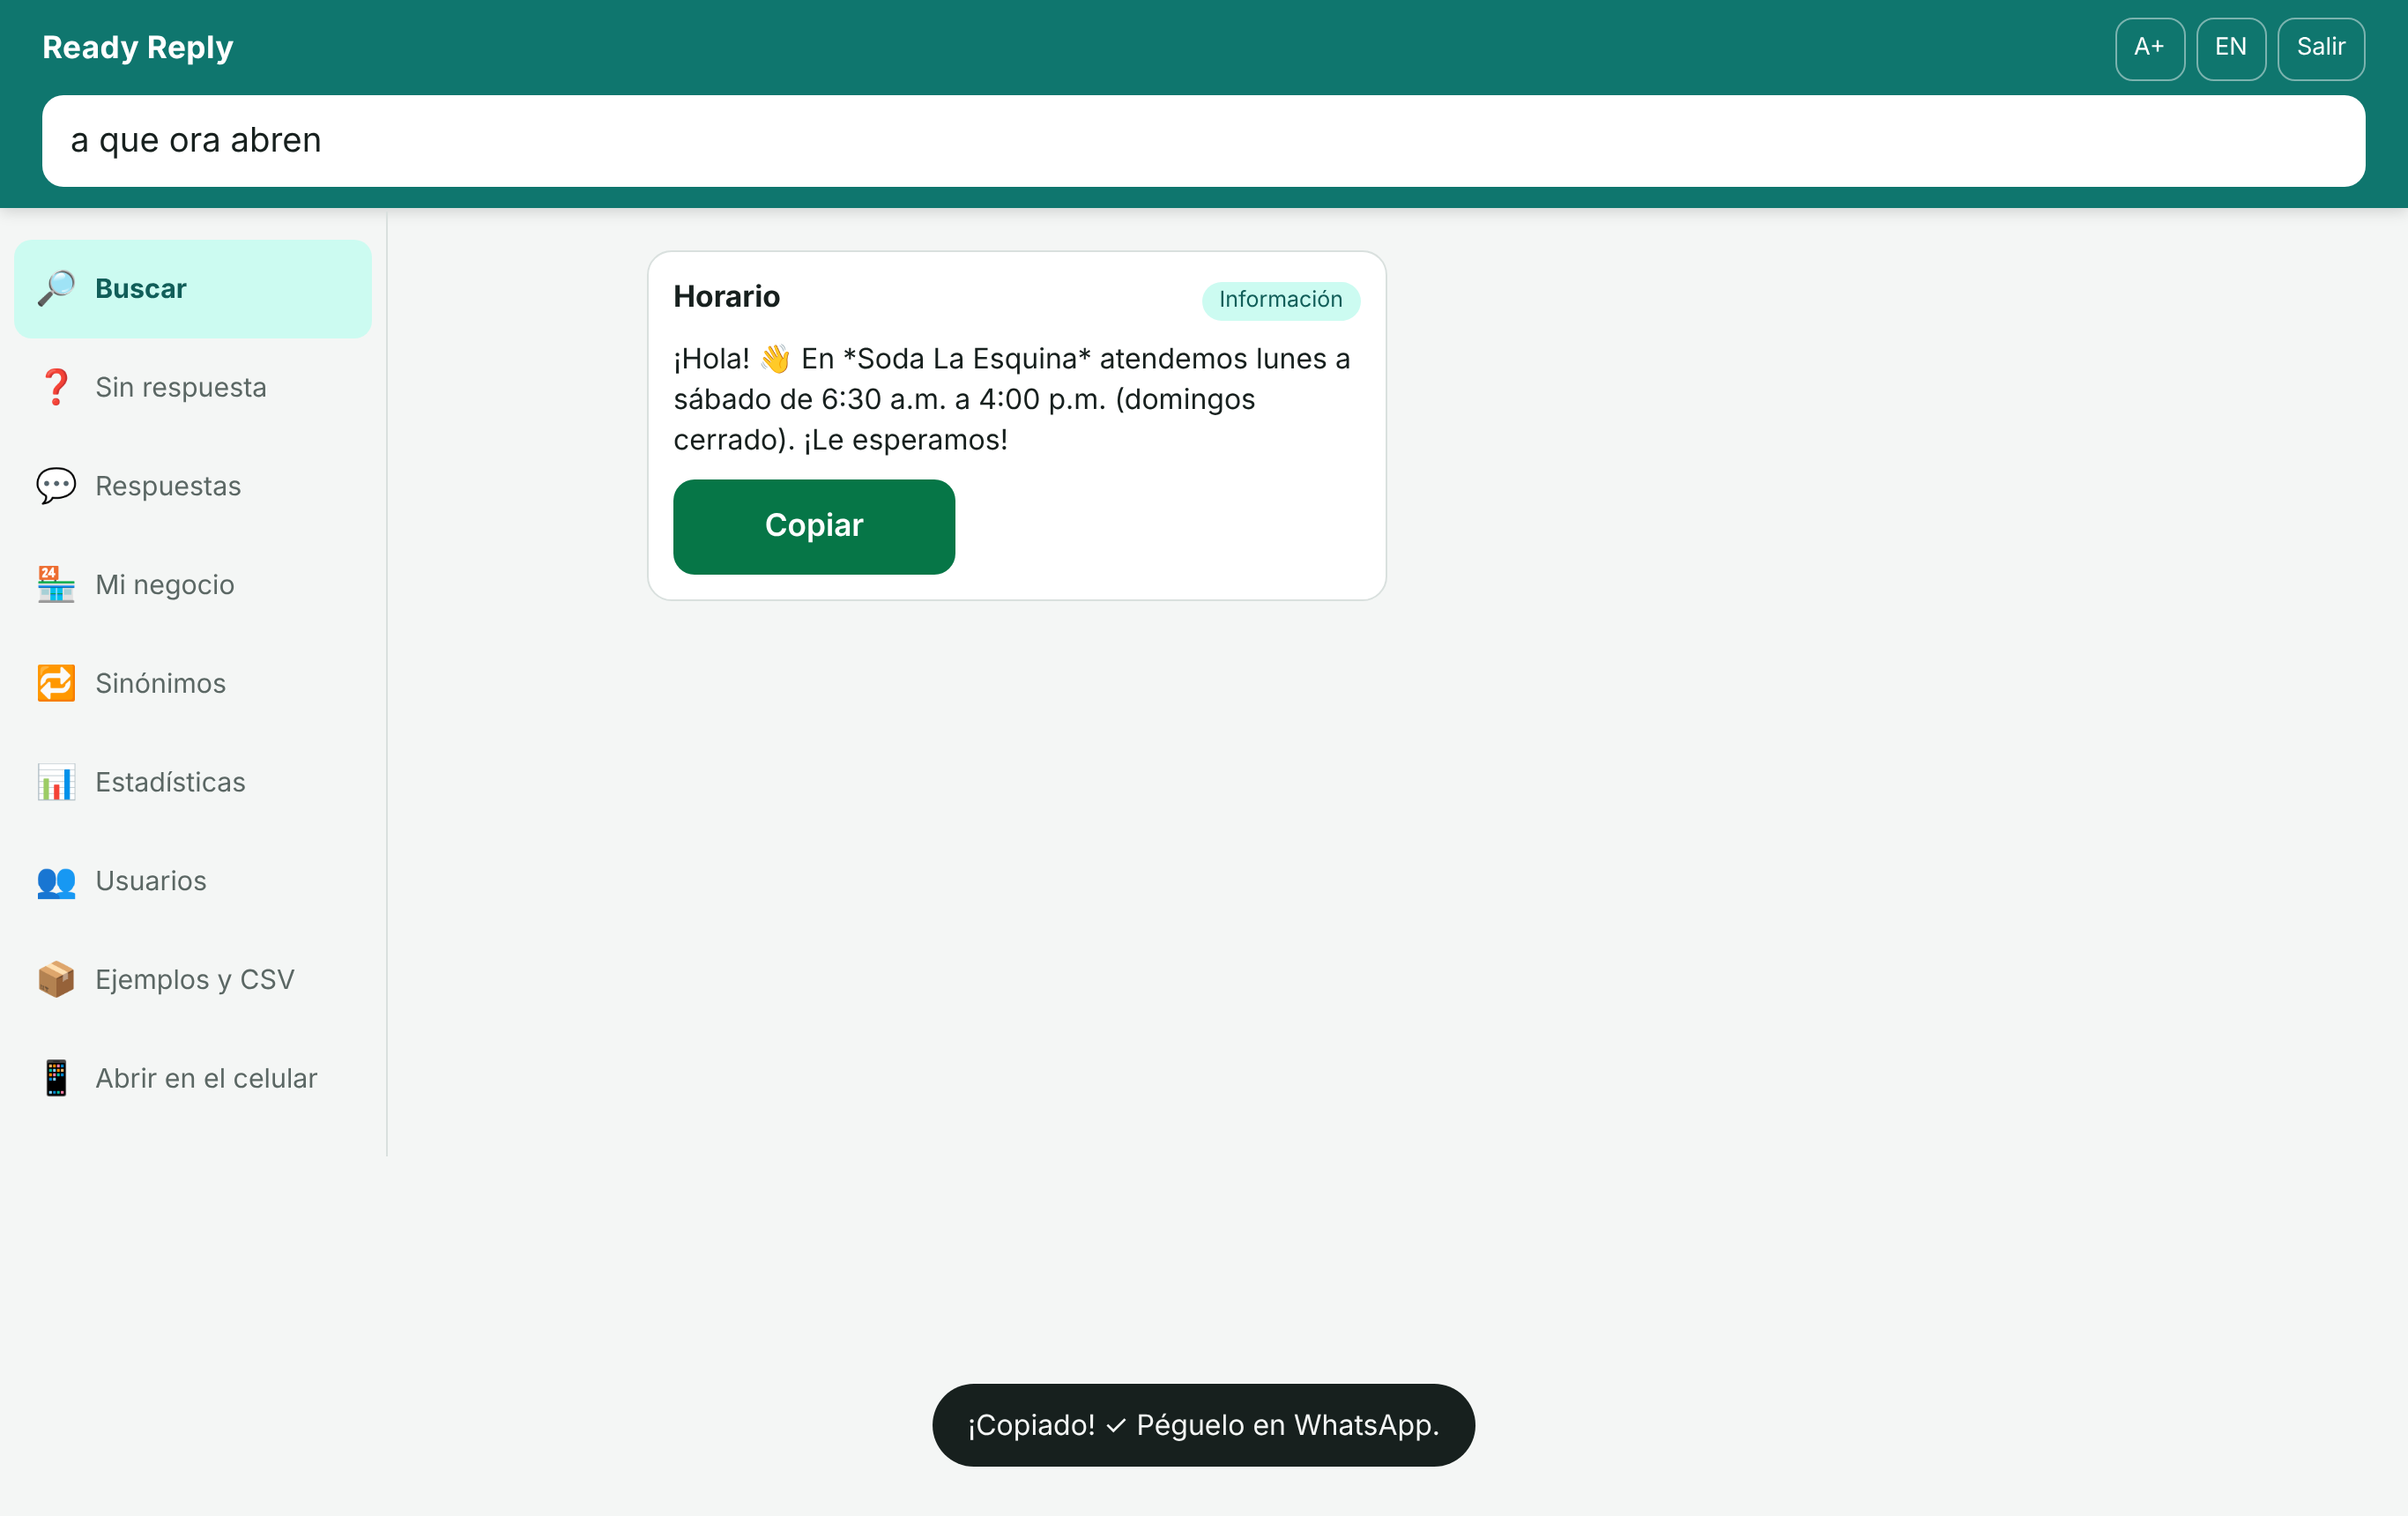 Ready Reply
A+
EN
Salir
a que ora abren
Buscar
Sin respuesta
Respuestas
Mi negocio
Sinónimos
Estadísticas
Usuarios
Ejemplos y CSV
Abrir en el celular
Horario
Información
¡Hola! 👋 En *Soda La Esquina* atendemos lunes a
sábado de 6:30 a.m. a 4:00 p.m. (domingos
cerrado). ¡Le esperamos!
Copiar
¡Copiado! ✓ Péguelo en WhatsApp.